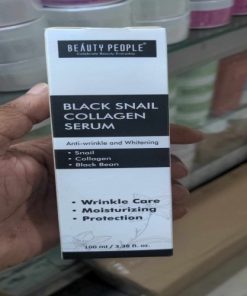 BEAUTY PEOPLE™
Celebrate Beauty Everyday
BLACK SNAIL
COLLAGEN
SERUM
Anti-wrinkle and Whitening
• Snail
• Collagen
• Black Bean
• Wrinkle Care
• Moisturizing
• Protection
100 ml / 3.38 fl. oz.